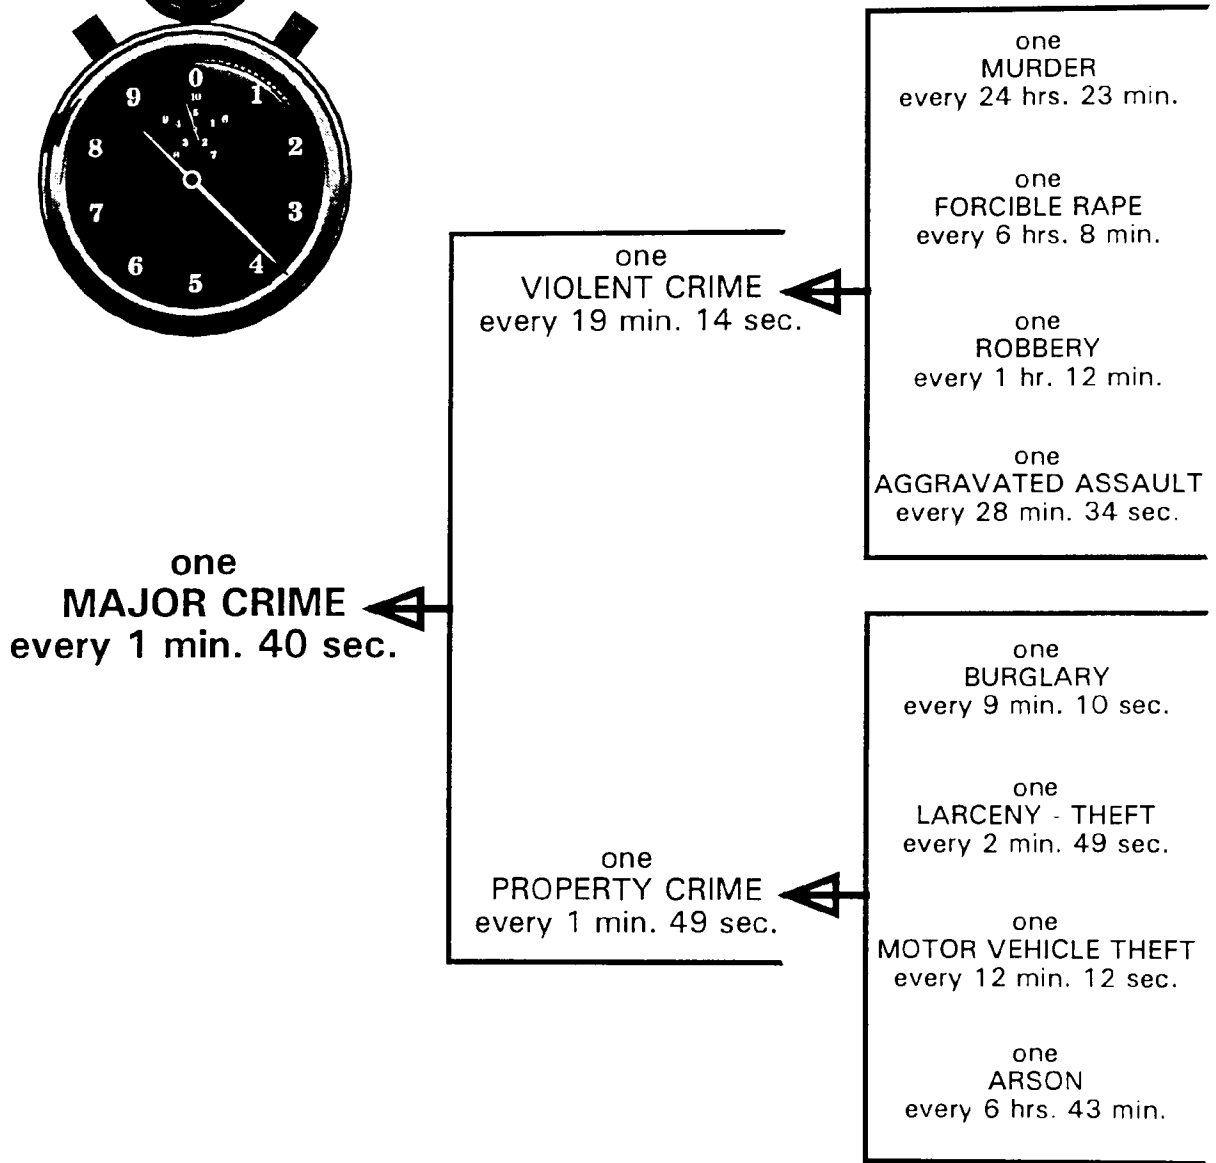 0
1
2
3
4
5
6
7
8
9
10
5
one
MAJOR CRIME
every 1 min. 40 sec.
one
VIOLENT CRIME
every 19 min. 14 sec.
one
PROPERTY CRIME
every 1 min. 49 sec.
one
MURDER
every 24 hrs. 23 min.
one
FORCIBLE RAPE
every 6 hrs. 8 min.
one
ROBBERY
every 1 hr. 12 min.
one
AGGRAVATED ASSAULT
every 28 min. 34 sec.
one
BURGLARY
every 9 min. 10 sec.
one
LARCENY - THEFT
every 2 min. 49 sec.
one
MOTOR VEHICLE THEFT
every 12 min. 12 sec.
one
ARSON
every 6 hrs. 43 min.